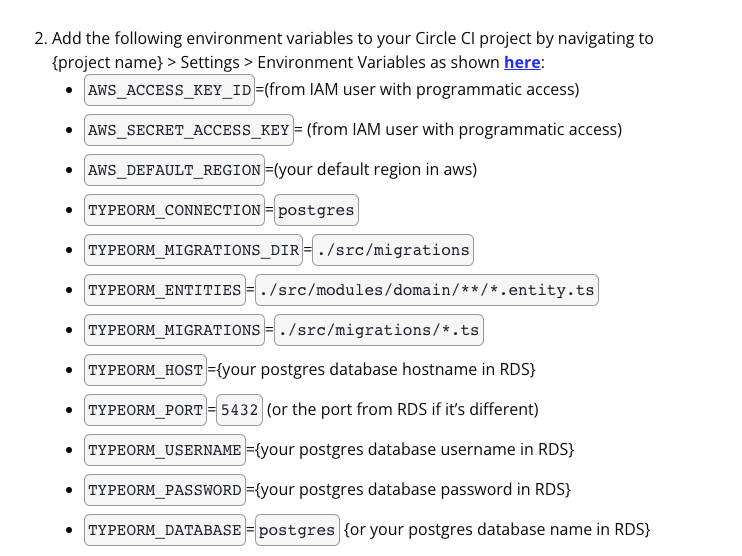 2. Add the following environment variables to your Circle CI project by navigating to
{project name} > Settings > Environment Variables as shown here:
• AWS_ACCESS_KEY_ID=(from IAM user with programmatic access)
• AWS_SECRET_ACCESS_KEY= (from IAM user with programmatic access)
• AWS_DEFAULT_REGION=(your default region in aws)
• TYPEORM_CONNECTION=postgres
• TYPEORM_MIGRATIONS_DIR=./src/migrations
• TYPEORM_ENTITIES=./src/modules/domain/**/*.entity.ts
• TYPEORM_MIGRATIONS=./src/migrations/*.ts
• TYPEORM_HOST={your postgres database hostname in RDS}
• TYPEORM_PORT=5432 (or the port from RDS if it’s different)
• TYPEORM_USERNAME={your postgres database username in RDS}
• TYPEORM_PASSWORD={your postgres database password in RDS}
• TYPEORM_DATABASE=postgres {or your postgres database name in RDS}